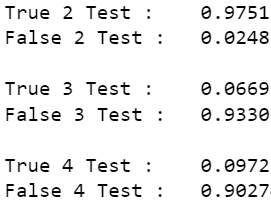 True 2 Test :    0.9751
False 2 Test :    0.0248

True 3 Test :    0.0669
False 3 Test :    0.9330

True 4 Test :    0.0972
False 4 Test :    0.9027